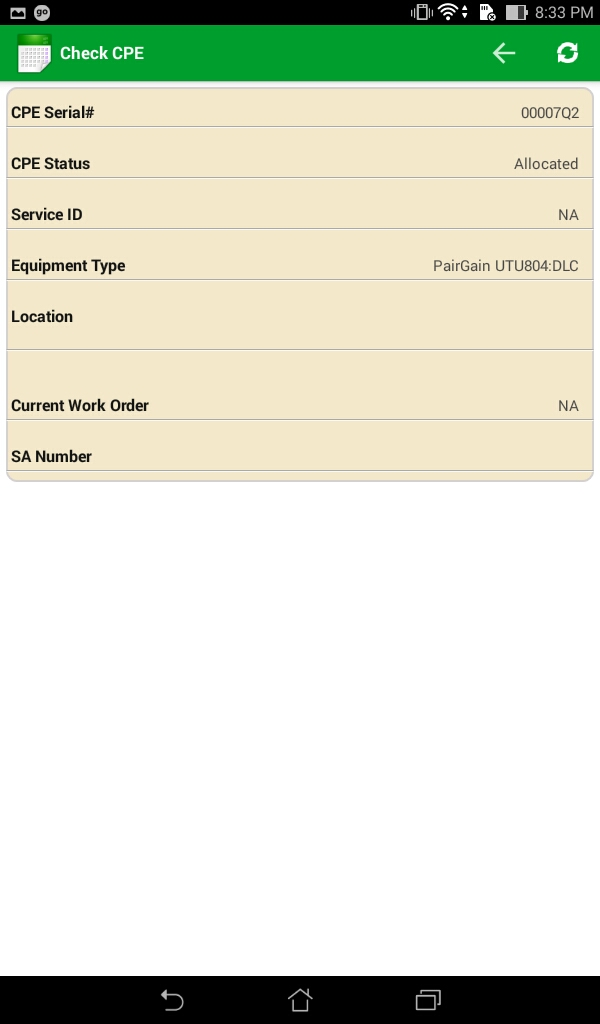 go
8:33 PM
Check CPE
CPE Serial# 00007Q2
CPE Status Allocated
Service ID NA
Equipment Type PairGain UTU804:DLC
Location
Current Work Order NA
SA Number